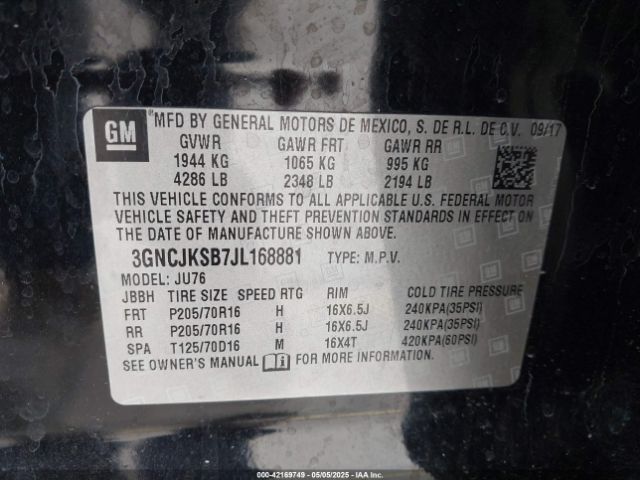 GM
MFD BY GENERAL MOTORS DE MEXICO, S. DE R.L. DE C.V. 09/17
GVWR GAWR FRT GAWR RR
1944 KG 1065 KG 995 KG
4286 LB 2348 LB 2194 LB
THIS VEHICLE CONFORMS TO ALL APPLICABLE U.S. FEDERAL MOTOR
VEHICLE SAFETY AND THEFT PREVENTION STANDARDS IN EFFECT ON
THE DATE OF MANUFACTURE SHOWN ABOVE.
3GNCJKSB7JL168881 TYPE: M.P.V.
MODEL: JU76
JBBH TIRE SIZE SPEED RTG RIM COLD TIRE PRESSURE
FRT P205/70R16 H 16X6.5J 240KPA(35PSI)
RR P205/70R16 H 16X6.5J 240KPA(35PSI)
SPA T125/70D16 M 16X4T 420KPA(60PSI)
SEE OWNER'S MANUAL FOR MORE INFORMATION.
000-42169749 - 05/05/2025 - IAA